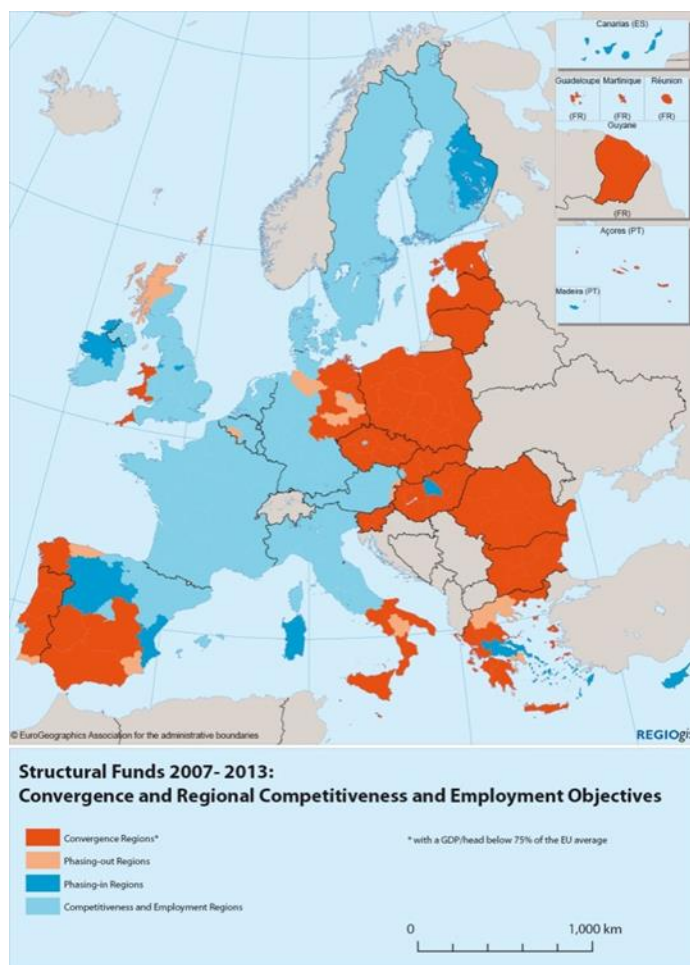 Canarias (ES)
Guadeloupe Martinique Réunion
(FR) (FR) (FR)
Guyane
(FR)
Açores (PT)
Madeira (PT)
© EuroGeographics Association for the administrative boundaries
REGIOgis
Structural Funds 2007- 2013:
Convergence and Regional Competitiveness and Employment Objectives
Convergence Regions*
* with a GDP/head below 75% of the EU average
Phasing-out Regions
Phasing-in Regions
Competitiveness and Employment Regions
0 1,000 km